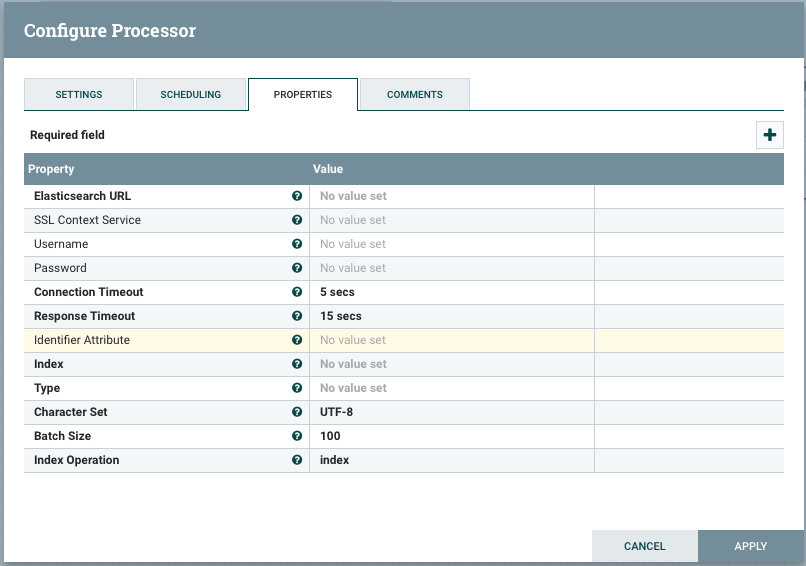 Configure Processor
SETTINGS SCHEDULING PROPERTIES COMMENTS
Required field
Property Value
Elasticsearch URL No value set
SSL Context Service No value set
Username No value set
Password No value set
Connection Timeout 5 secs
Response Timeout 15 secs
Identifier Attribute No value set
Index No value set
Type No value set
Character Set UTF-8
Batch Size 100
Index Operation index
CANCEL APPLY